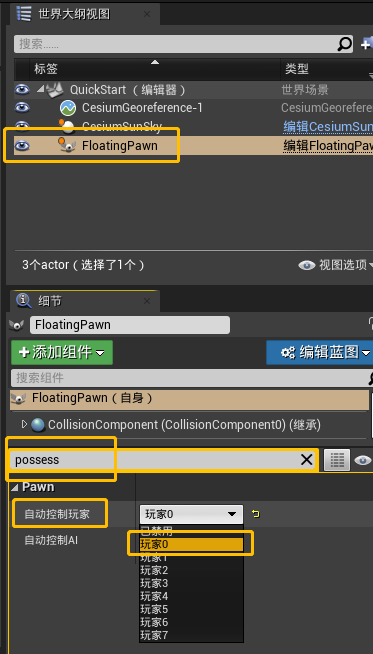 世界大纲视图
搜索......
标签 类型
QuickStart （编辑器） 世界场景
CesiumGeoreference-1 CesiumGeorefere
CesiumSunSky 编辑CesiumSun
FloatingPawn 编辑FloatingPaw
3个actor（选择了1个） 视图选项
细节
FloatingPawn
添加组件 编辑蓝图
搜索组件
FloatingPawn（自身）
CollisionComponent (CollisionComponent0) (继承)
possess
Pawn
自动控制玩家 玩家0
已禁用
自动控制AI 玩家0
玩家1
玩家2
玩家3
玩家4
玩家5
玩家6
玩家7